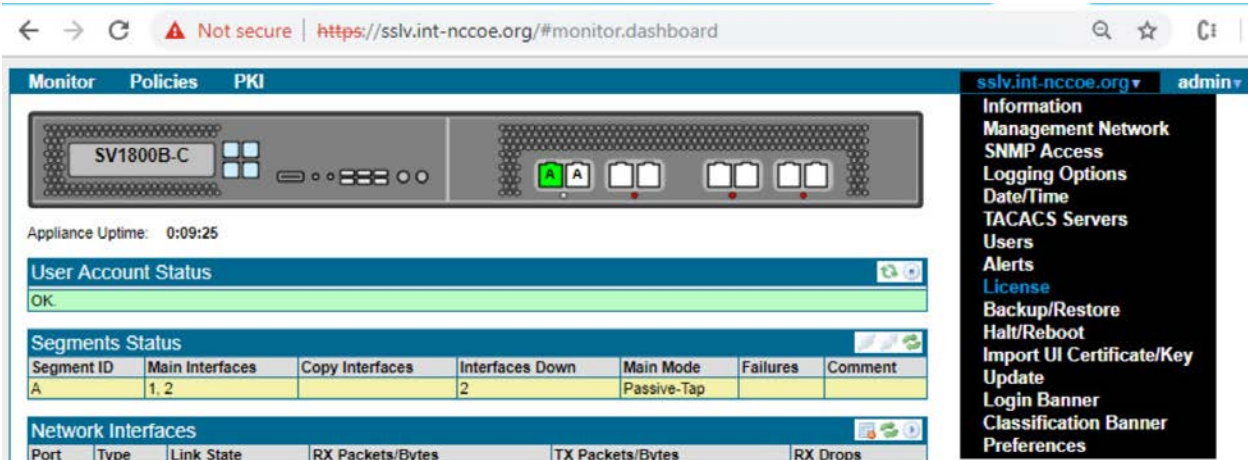 Not secure | https://sslv.int-nccoe.org/#monitor.dashboard
Monitor Policies PKI sslv.int-nccoe.org admin
Information
Management Network
SNMP Access
Logging Options
Date/Time
TACACS Servers
Users
Alerts
License
Backup/Restore
Halt/Reboot
Import UI Certificate/Key
Update
Login Banner
Classification Banner
Preferences
SV1800B-C
A A
Appliance Uptime: 0:09:25
User Account Status
OK.
Segments Status
Segment ID Main Interfaces Copy Interfaces Interfaces Down Main Mode Failures Comment
A 1, 2 2 Passive-Tap
Network Interfaces
Port Type Link State RX Packets/Bytes TX Packets/Bytes RX Drops